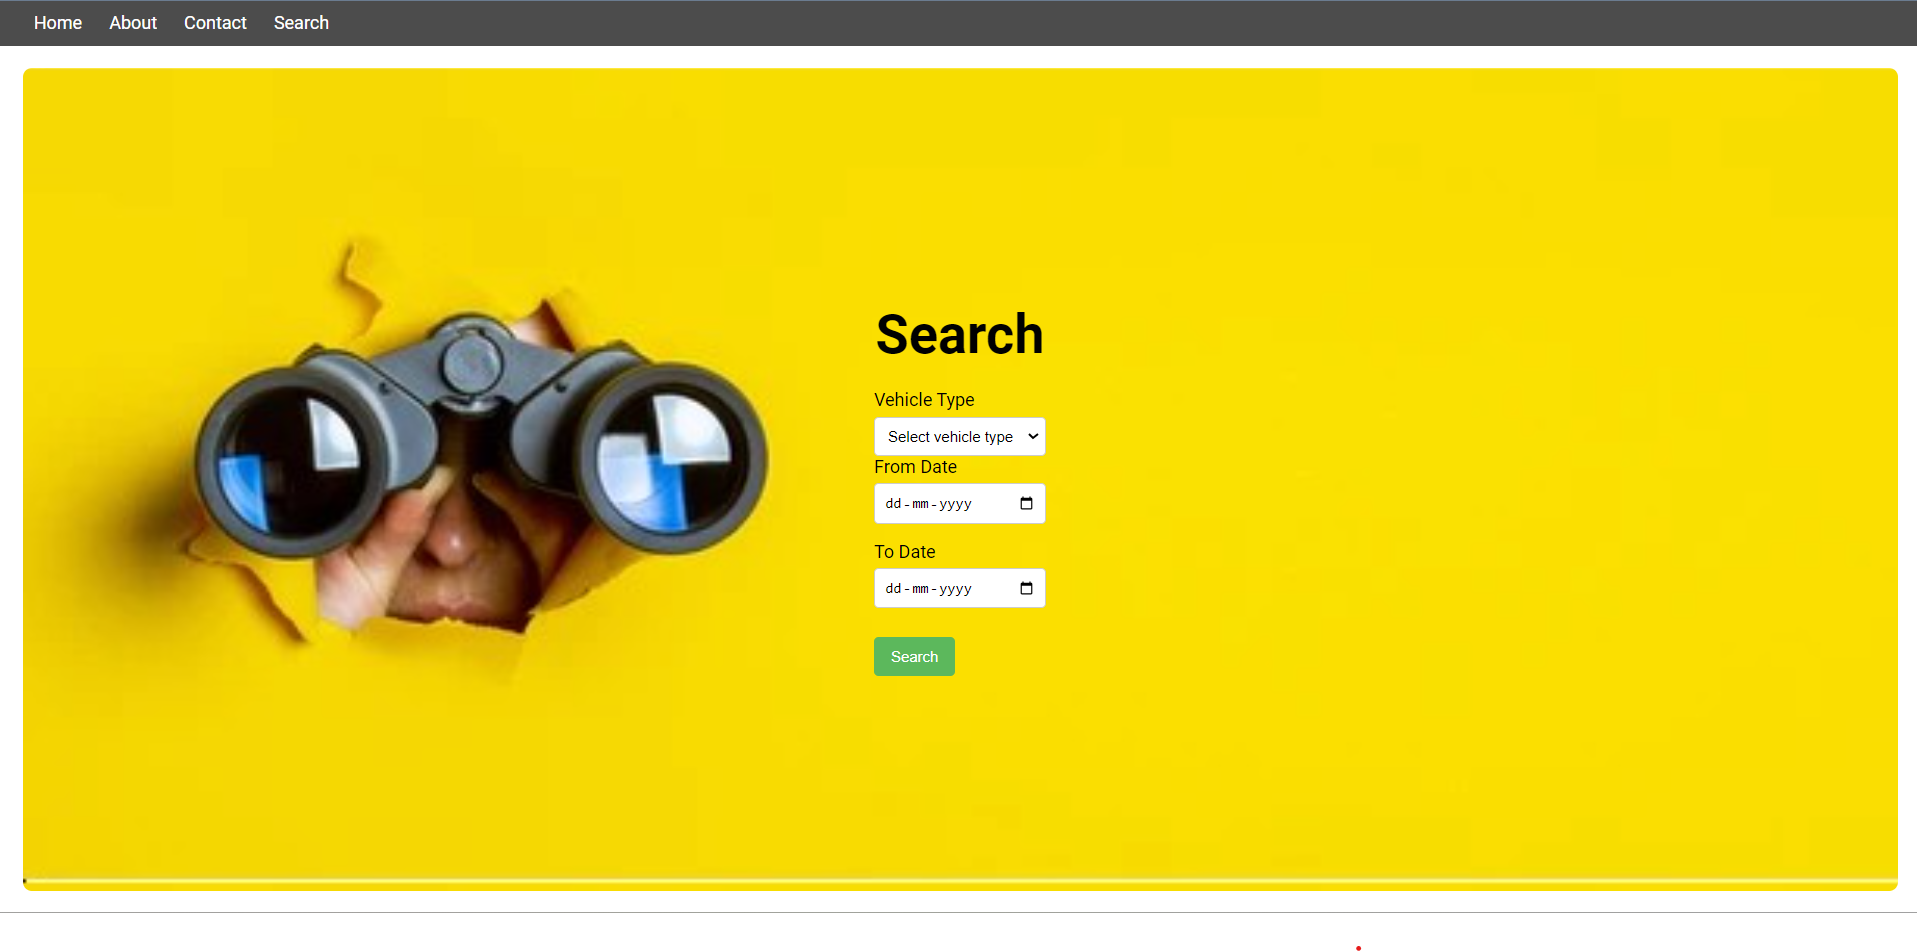 Home About Contact Search
Search
Vehicle Type
Select vehicle type
From Date
dd-mm-yyyy
To Date
dd-mm-yyyy
Search